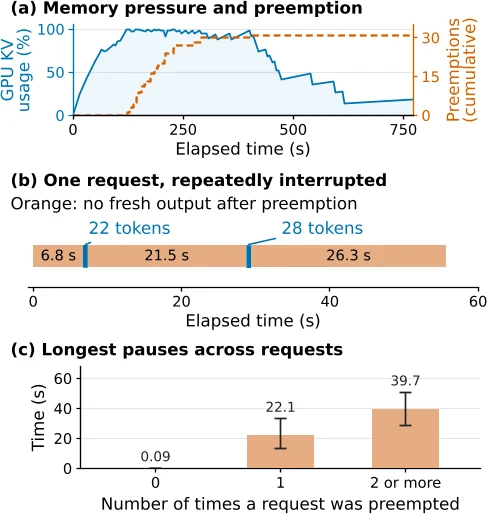 (a) Memory pressure and preemption
GPU KV
usage (%)
100
50
0
30
15
0
Preemptions
(cumulative)
0
250
500
750
Elapsed time (s)
(b) One request, repeatedly interrupted
Orange: no fresh output after preemption
22 tokens
28 tokens
6.8 s
21.5 s
26.3 s
0
20
40
60
Elapsed time (s)
(c) Longest pauses across requests
Time (s)
60
40
20
0
0.09
22.1
39.7
0
1
2 or more
Number of times a request was preempted